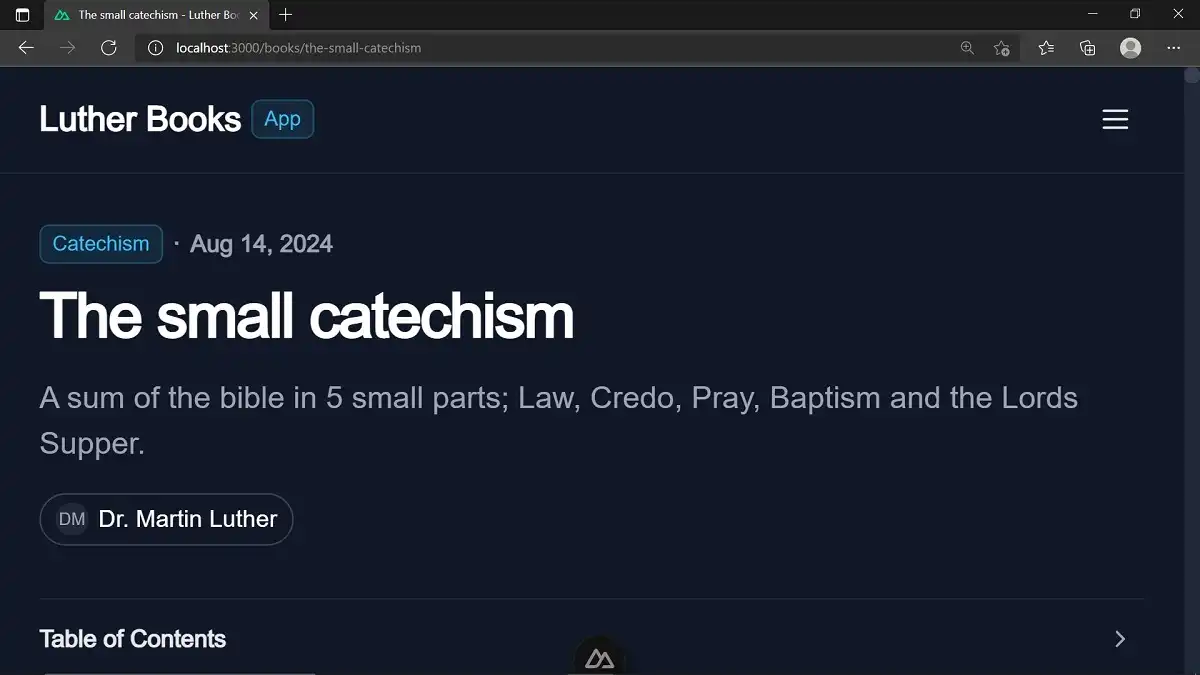 The small catechism - Luther Bo
localhost:3000/books/the-small-catechism
Luther Books App
Catechism · Aug 14, 2024
The small catechism
A sum of the bible in 5 small parts; Law, Credo, Pray, Baptism and the Lords
Supper.
DM Dr. Martin Luther
Table of Contents